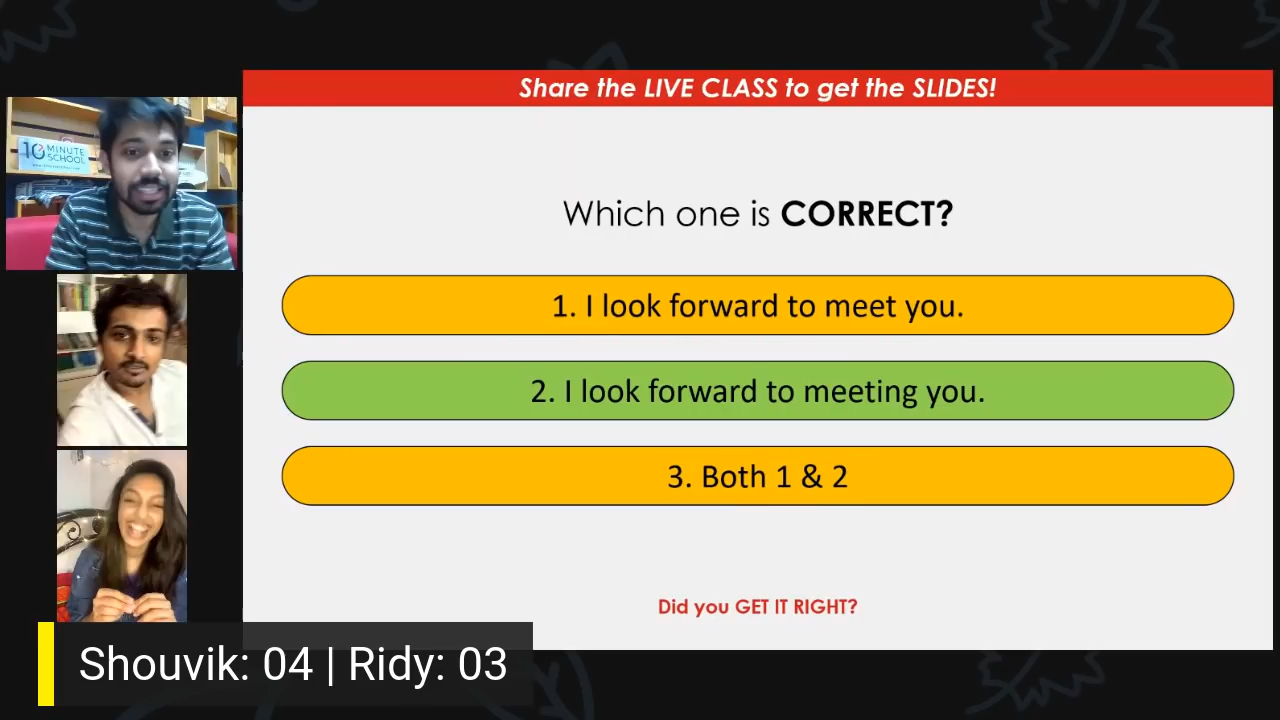 Share the LIVE CLASS to get the SLIDES!
10 MINUTE
SCHOOL
Which one is CORRECT?
1. I look forward to meet you.
2. I look forward to meeting you.
3. Both 1 & 2
Did you GET IT RIGHT?
Shouvik: 04 | Ridy: 03